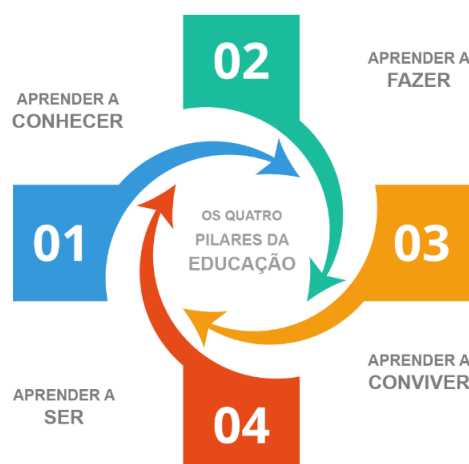 02
APRENDER A
FAZER
APRENDER A
CONHECER
01
OS QUATRO
PILARES DA
EDUCAÇÃO
03
APRENDER A
CONVIVER
APRENDER A
SER
04